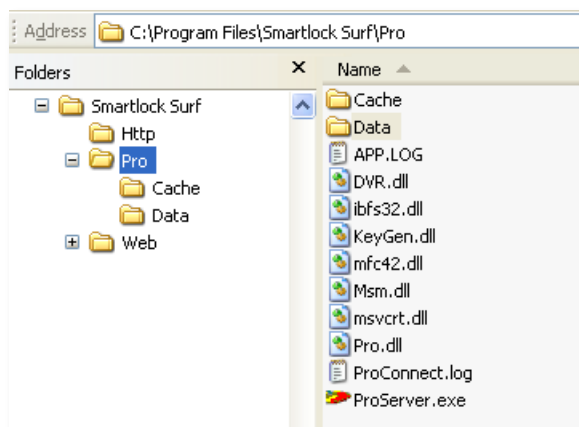 Address C:\Program Files\Smartlock Surf\Pro
Folders
Smartlock Surf
Http
Pro
Cache
Data
Web
Name
Cache
Data
APP.LOG
DVR.dll
ibfs32.dll
KeyGen.dll
mfc42.dll
Msm.dll
msvcrt.dll
Pro.dll
ProConnect.log
ProServer.exe